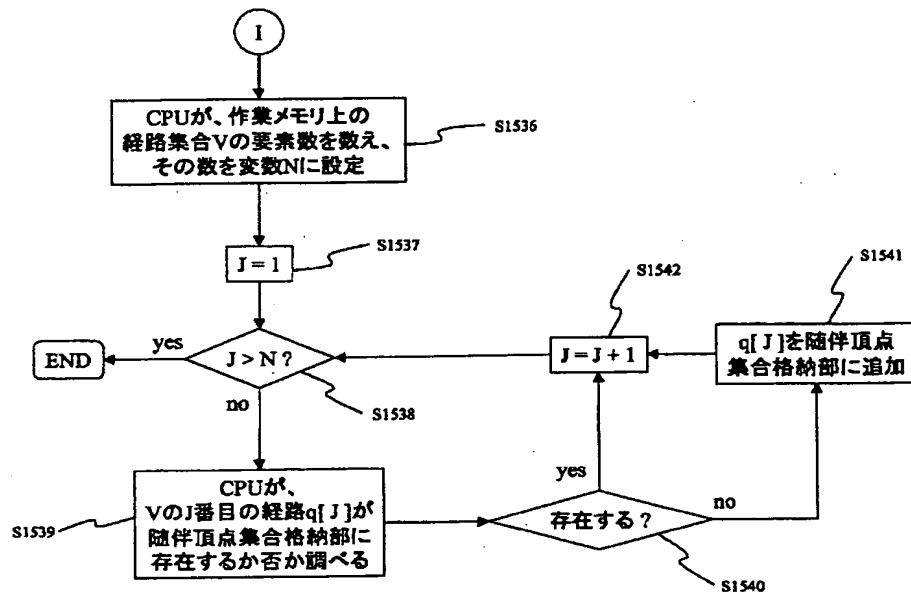 I
CPUが、作業メモリ上の
経路集合Vの要素数を数え、
その数を変数Nに設定
S1536
J = 1
S1537
S1542
S1541
END
yes
J > N ?
J = J + 1
q[ J ]を随伴頂点
集合格納部に追加
no
S1538
S1539
CPUが、
VのJ番目の経路q[ J ]が
随伴頂点集合格納部に
存在するか否か調べる
yes
no
存在する ?
S1540